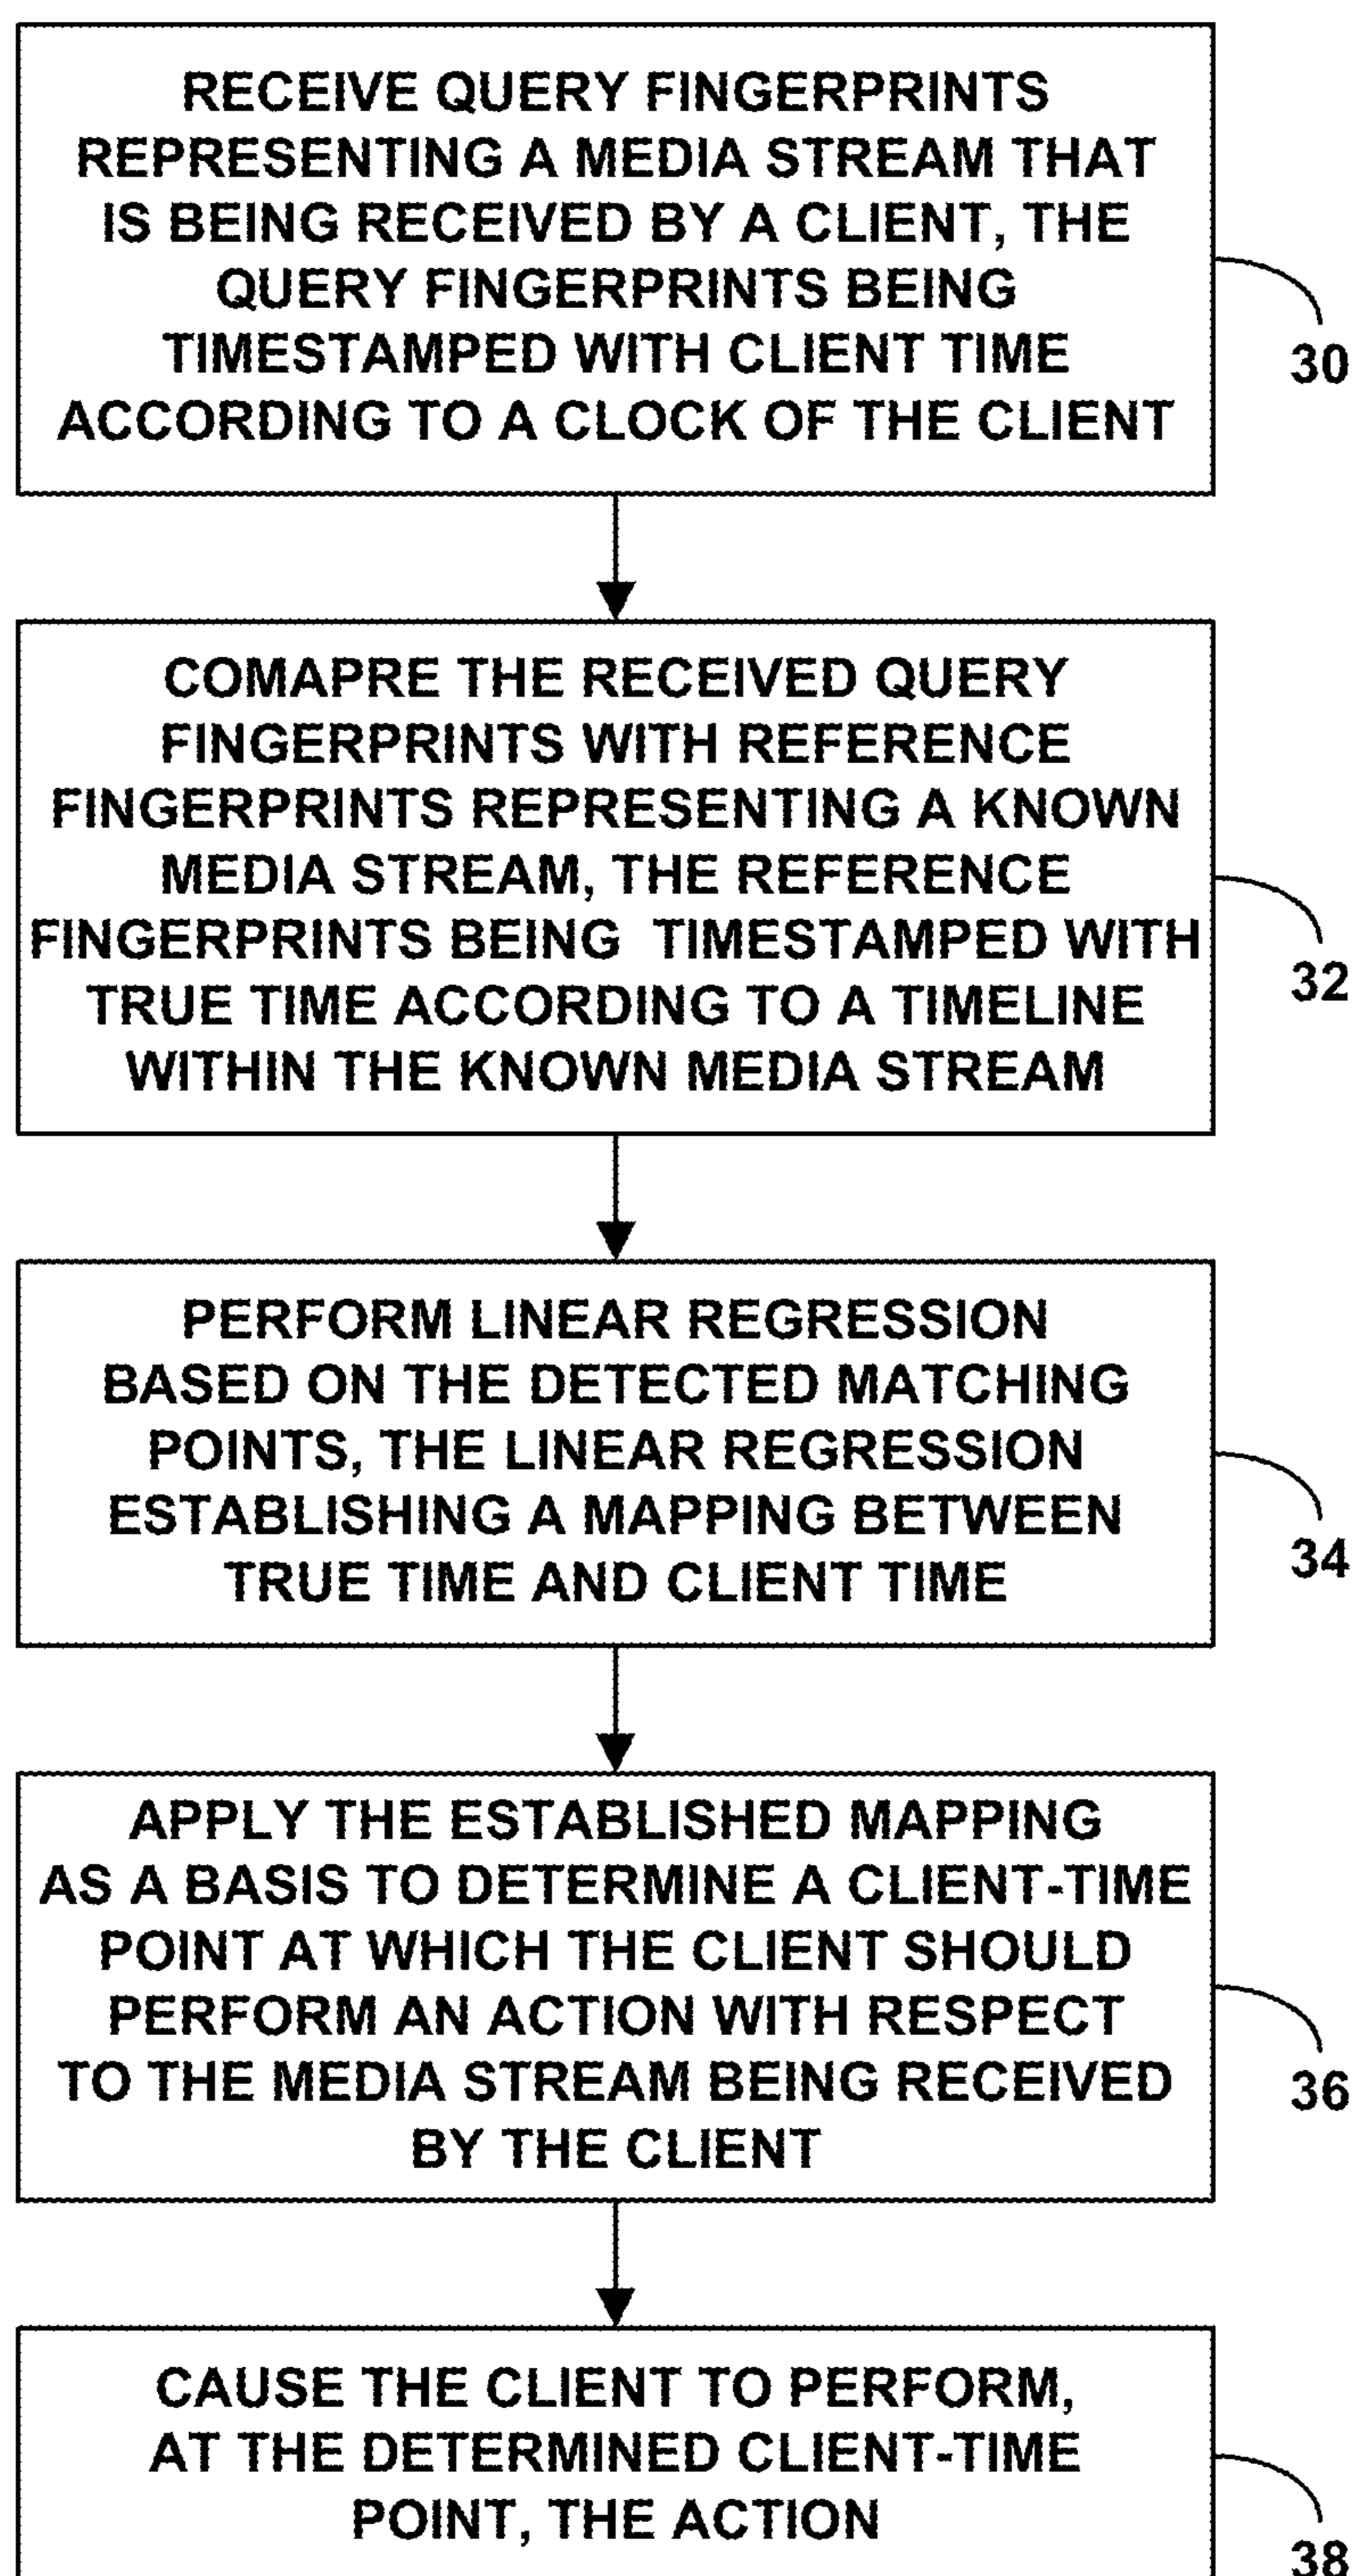 RECEIVE QUERY FINGERPRINTS
REPRESENTING A MEDIA STREAM THAT
IS BEING RECEIVED BY A CLIENT, THE
QUERY FINGERPRINTS BEING
TIMESTAMPED WITH CLIENT TIME
ACCORDING TO A CLOCK OF THE CLIENT
30
COMAPRE THE RECEIVED QUERY
FINGERPRINTS WITH REFERENCE
FINGERPRINTS REPRESENTING A KNOWN
MEDIA STREAM, THE REFERENCE
FINGERPRINTS BEING  TIMESTAMPED WITH
TRUE TIME ACCORDING TO A TIMELINE
WITHIN THE KNOWN MEDIA STREAM
32
PERFORM LINEAR REGRESSION
BASED ON THE DETECTED MATCHING
POINTS, THE LINEAR REGRESSION
ESTABLISHING A MAPPING BETWEEN
TRUE TIME AND CLIENT TIME
34
APPLY THE ESTABLISHED MAPPING
AS A BASIS TO DETERMINE A CLIENT-TIME
POINT AT WHICH THE CLIENT SHOULD
PERFORM AN ACTION WITH RESPECT
TO THE MEDIA STREAM BEING RECEIVED
BY THE CLIENT
36
CAUSE THE CLIENT TO PERFORM,
AT THE DETERMINED CLIENT-TIME
POINT, THE ACTION
38